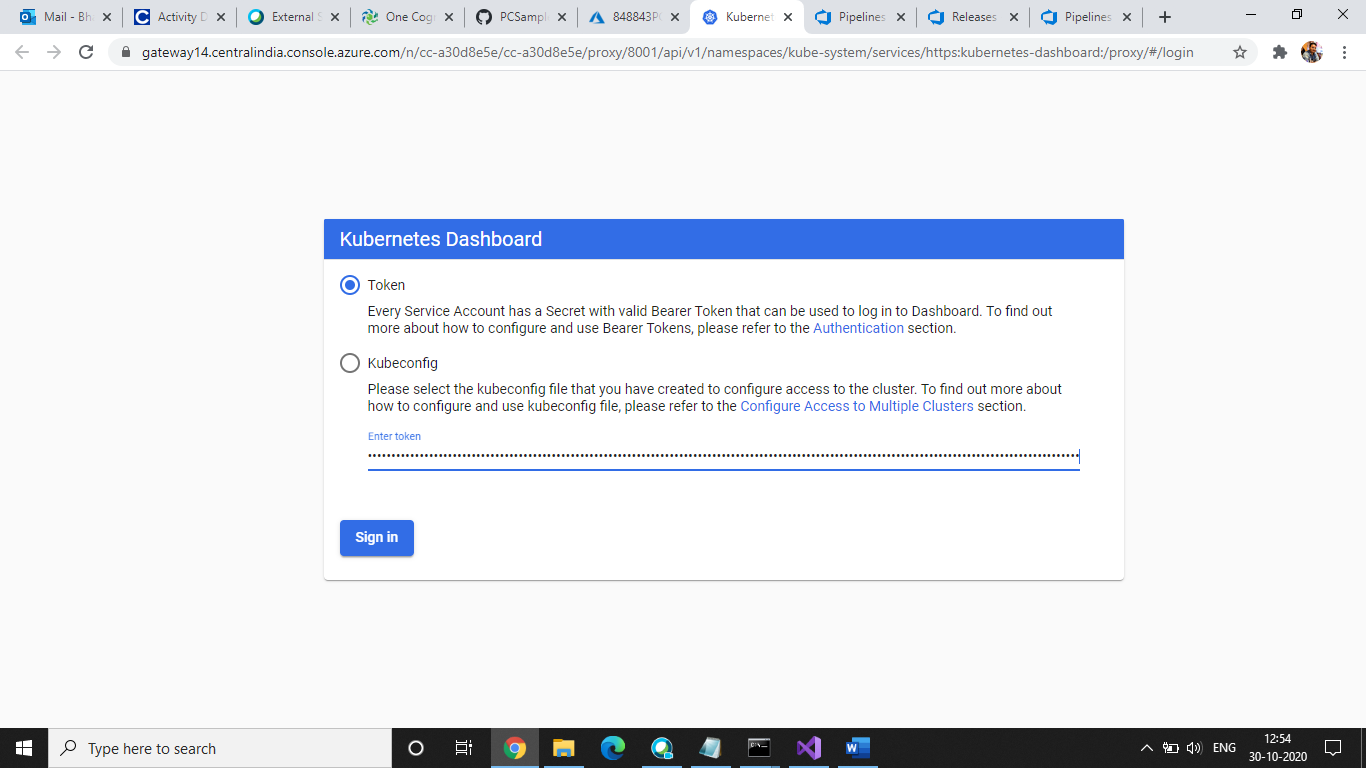 Mail - Bh
Activity D
External S
One Cog
PCSampl
848843P
Kubernet
Pipelines
Releases
Pipelines
gateway14.centralindia.console.azure.com/n/cc-a30d8e5e/cc-a30d8e5e/proxy/8001/api/v1/namespaces/kube-system/services/https:kubernetes-dashboard:/proxy/#/login
Kubernetes Dashboard
Token
Every Service Account has a Secret with valid Bearer Token that can be used to log in to Dashboard. To find out
more about how to configure and use Bearer Tokens, please refer to the Authentication section.
Kubeconfig
Please select the kubeconfig file that you have created to configure access to the cluster. To find out more about
how to configure and use kubeconfig file, please refer to the Configure Access to Multiple Clusters section.
Enter token
Sign in
Type here to search
ENG
12:54
30-10-2020